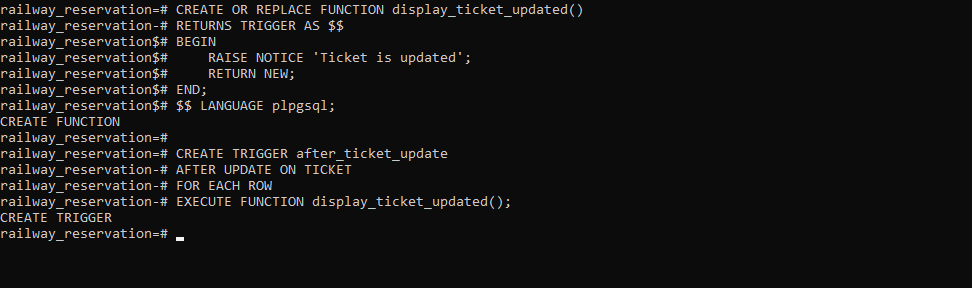 railway_reservation=# CREATE OR REPLACE FUNCTION display_ticket_updated()
railway_reservation-# RETURNS TRIGGER AS $$
railway_reservation$# BEGIN
railway_reservation$#     RAISE NOTICE 'Ticket is updated';
railway_reservation$#     RETURN NEW;
railway_reservation$# END;
railway_reservation$# $$ LANGUAGE plpgsql;
CREATE FUNCTION
railway_reservation=#
railway_reservation=# CREATE TRIGGER after_ticket_update
railway_reservation-# AFTER UPDATE ON TICKET
railway_reservation-# FOR EACH ROW
railway_reservation-# EXECUTE FUNCTION display_ticket_updated();
CREATE TRIGGER
railway_reservation=#